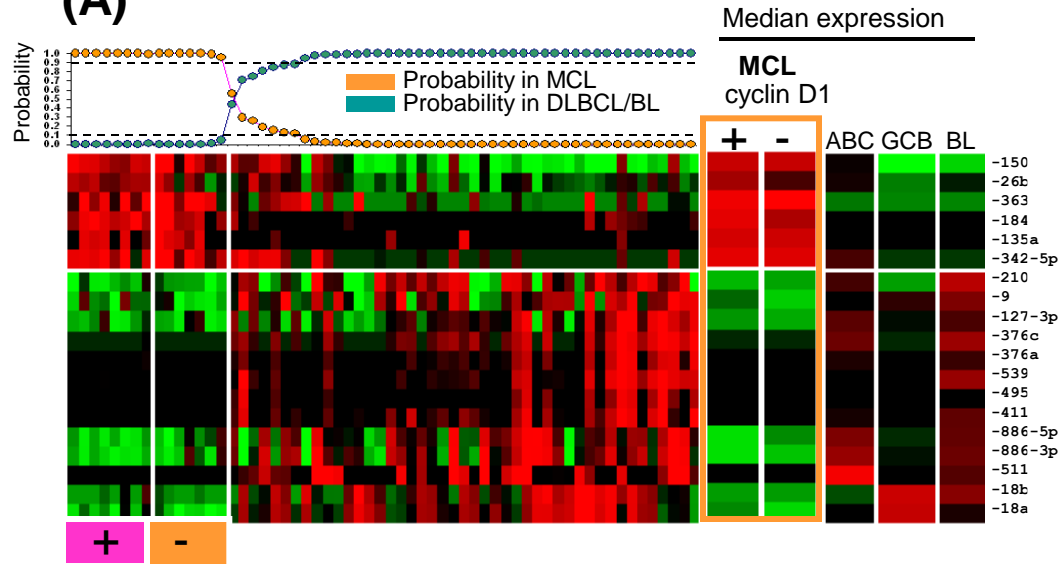 (A)
Median expression
MCL
cyclin D1
Probability
1.0
0.9
0.8
0.7
0.6
0.5
0.4
0.3
0.2
0.1
0.0
Probability in MCL
Probability in DLBCL/BL
+ - ABC GCB BL
-150
-26b
-363
-184
-135a
-342-5p
-210
-9
-127-3p
-376c
-376a
-539
-495
-411
-886-5p
-886-3p
-511
-18b
-18a
+ -